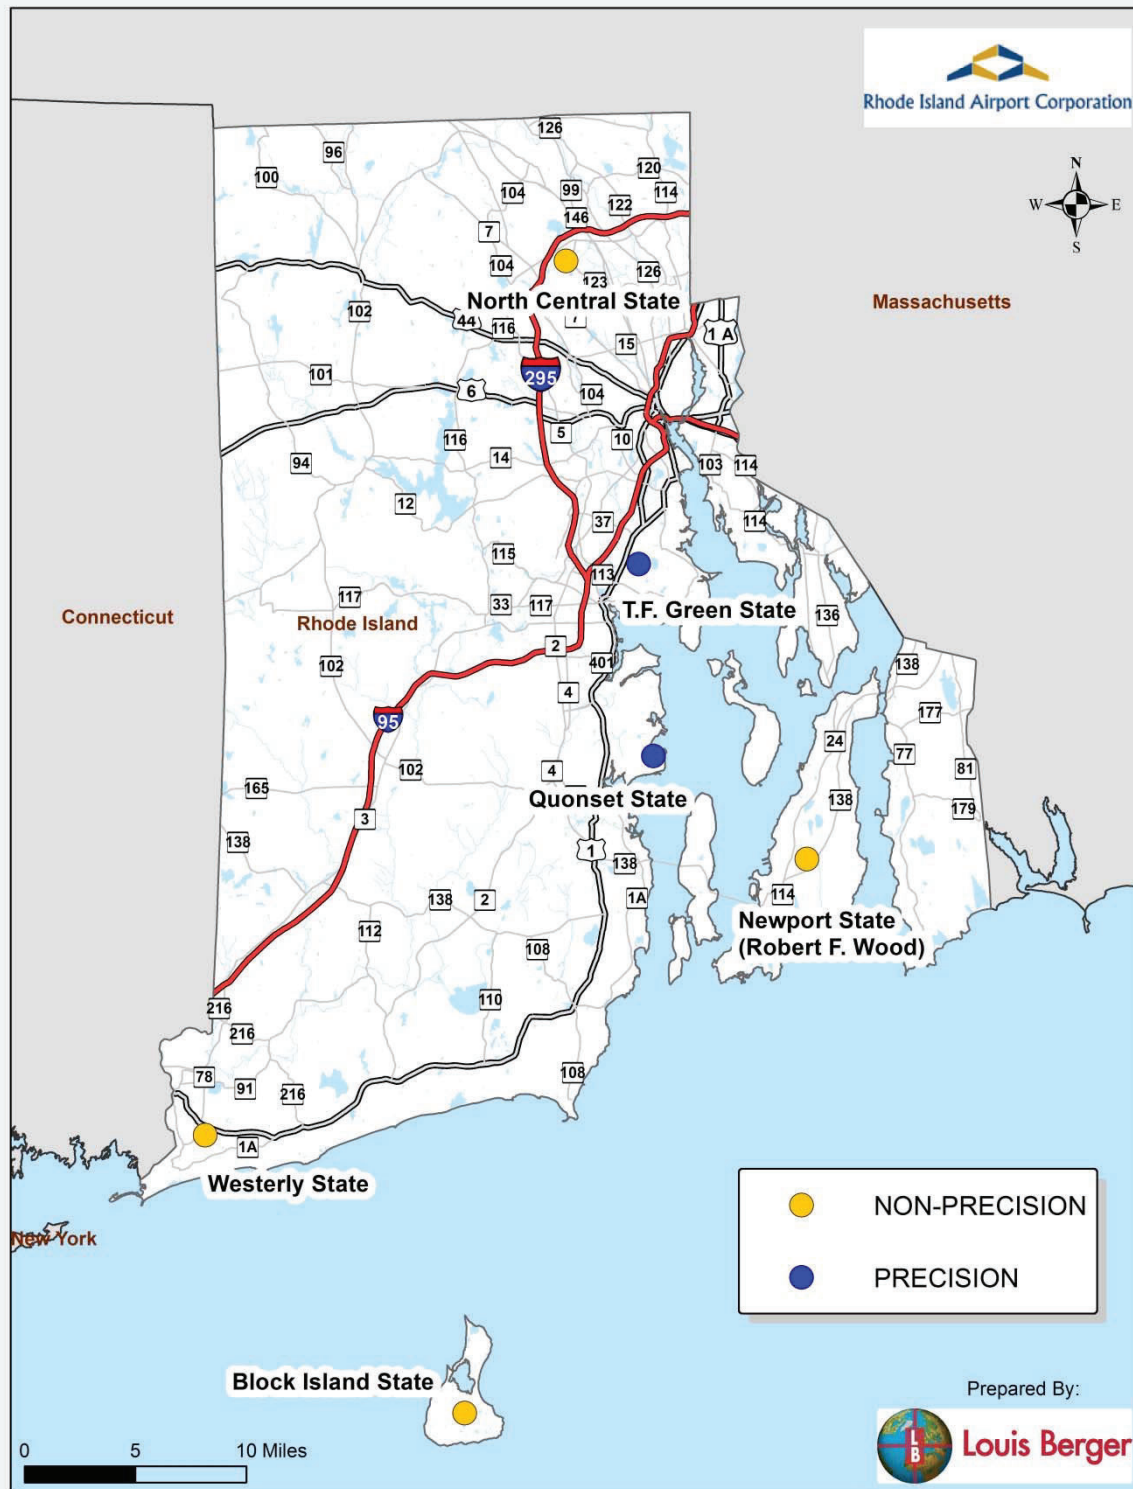 Rhode Island Airport Corporation
N
W E
S
126
96
120
100
104
99
114
122
146
7
104
126
123
North Central State
Massachusetts
102
44
116
7
1 A
15
101
295
6
104
5
10
116
14
94
103
114
12
37
114
115
113
117
33
117
T.F. Green State
Connecticut
Rhode Island
136
2
102
401
138
4
95
177
24
77
4
102
81
165
Quonset State
138
179
3
138
1
138
114
138
2
1A
Newport State
(Robert F. Wood)
112
108
110
216
216
78
91
216
108
1A
Westerly State
New York
NON-PRECISION
PRECISION
Block Island State
Prepared By:
L
B
Louis Berger
0 5 10 Miles